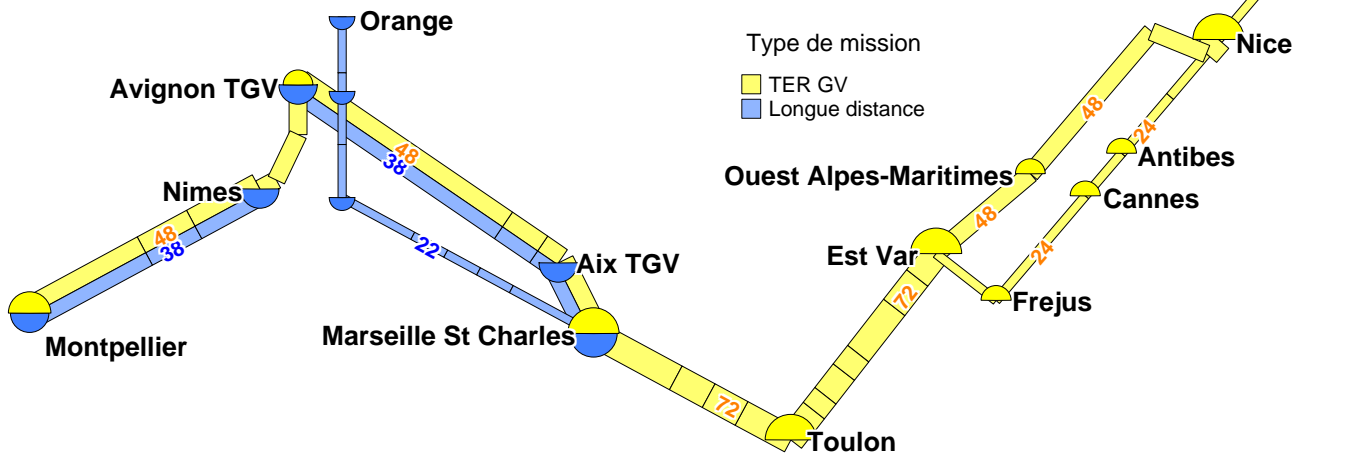 Orange
Type de mission
TER GV
Longue distance
Nice
Avignon TGV
48
38
48
24
Antibes
Nimes
Ouest Alpes-Maritimes
Cannes
48
38
22
48
24
Est Var
Aix TGV
72
Frejus
Montpellier
Marseille St Charles
72
Toulon